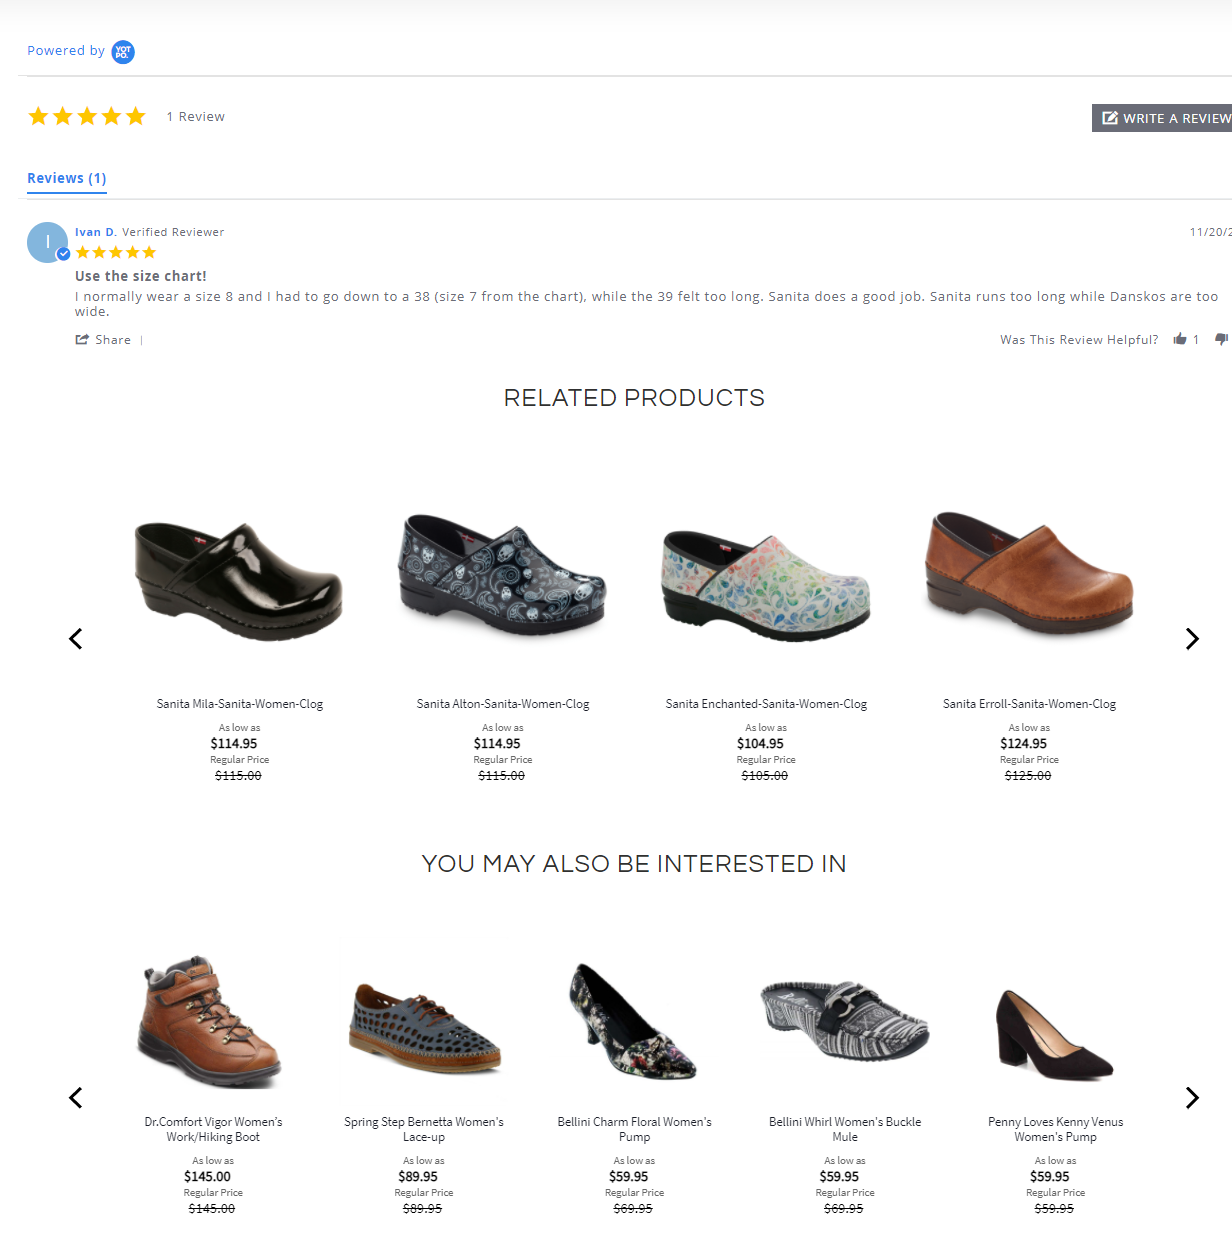 Powered by YOTPO.
1 Review
WRITE A REVIEW
Reviews (1)
I
Ivan D. Verified Reviewer
11/20/2
Use the size chart!
I normally wear a size 8 and I had to go down to a 38 (size 7 from the chart), while the 39 felt too long. Sanita does a good job. Sanita runs too long while Danskos are too
wide.
Share |
Was This Review Helpful? 1
RELATED PRODUCTS
Sanita Mila-Sanita-Women-Clog
As low as
$114.95
Regular Price
$115.00
Sanita Alton-Sanita-Women-Clog
As low as
$114.95
Regular Price
$115.00
Sanita Enchanted-Sanita-Women-Clog
As low as
$104.95
Regular Price
$105.00
Sanita Erroll-Sanita-Women-Clog
As low as
$124.95
Regular Price
$125.00
YOU MAY ALSO BE INTERESTED IN
Dr.Comfort Vigor Women's
Work/Hiking Boot
As low as
$145.00
Regular Price
$145.00
Spring Step Bernetta Women's
Lace-up
As low as
$89.95
Regular Price
$89.95
Bellini Charm Floral Women's
Pump
As low as
$59.95
Regular Price
$69.95
Bellini Whirl Women's Buckle
Mule
As low as
$59.95
Regular Price
$69.95
Penny Loves Kenny Venus
Women's Pump
As low as
$59.95
Regular Price
$59.95